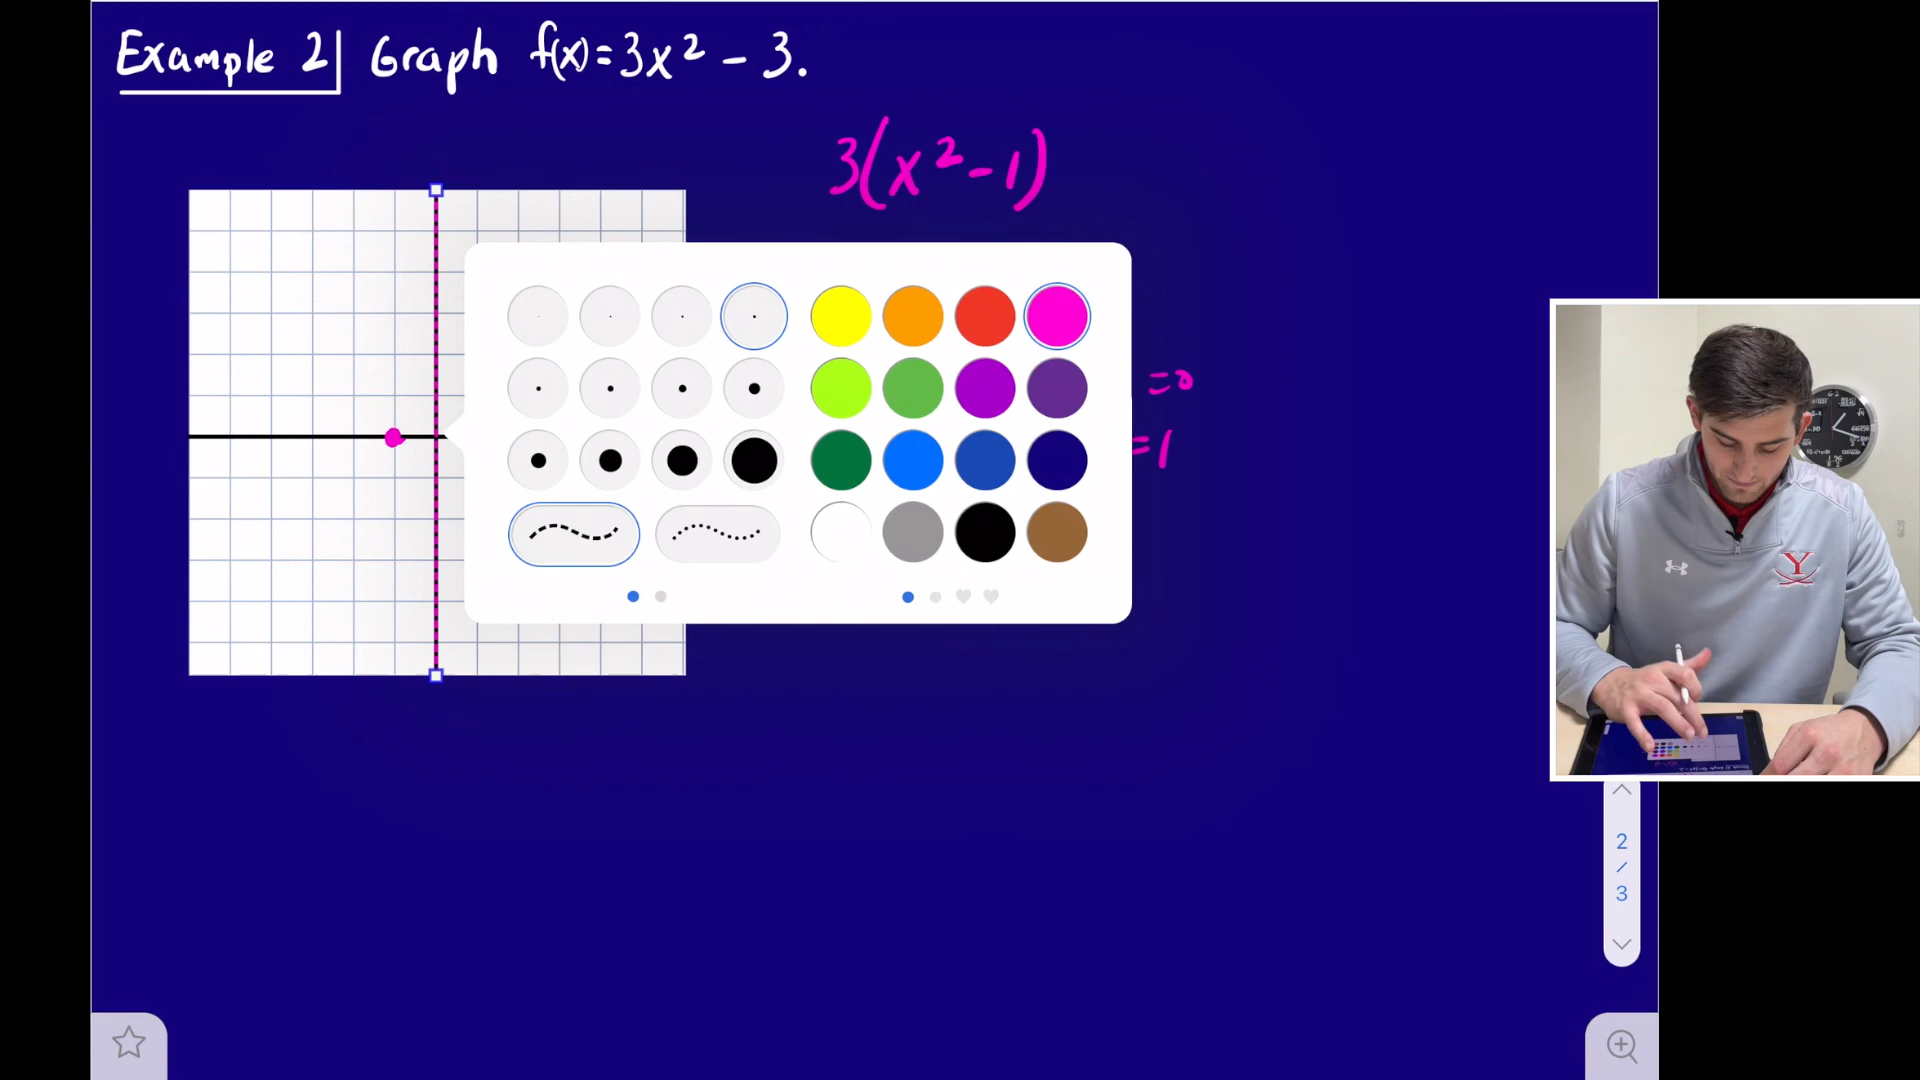 Example 2 Graph f(x)=3x² - 3.
3(x²-1)
=0
=1
Y
2
/
3